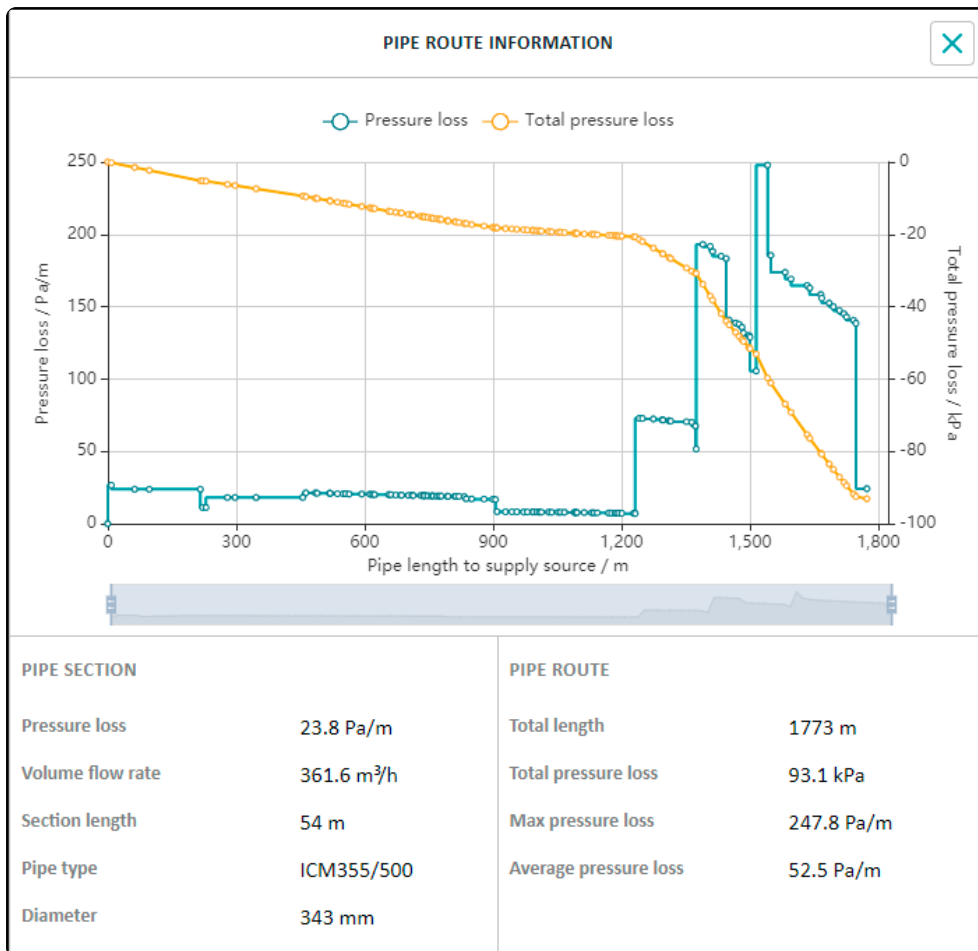 PIPE ROUTE INFORMATION
Pressure loss Total pressure loss
250
200
150
100
50
0
Pressure loss / Pa/m
0
-20
-40
-60
-80
-100
Total pressure loss / kPa
0 300 600 900 1,200 1,500 1,800
Pipe length to supply source / m
PIPE SECTION
Pressure loss 23.8 Pa/m
Volume flow rate 361.6 m³/h
Section length 54 m
Pipe type ICM355/500
Diameter 343 mm
PIPE ROUTE
Total length 1773 m
Total pressure loss 93.1 kPa
Max pressure loss 247.8 Pa/m
Average pressure loss 52.5 Pa/m